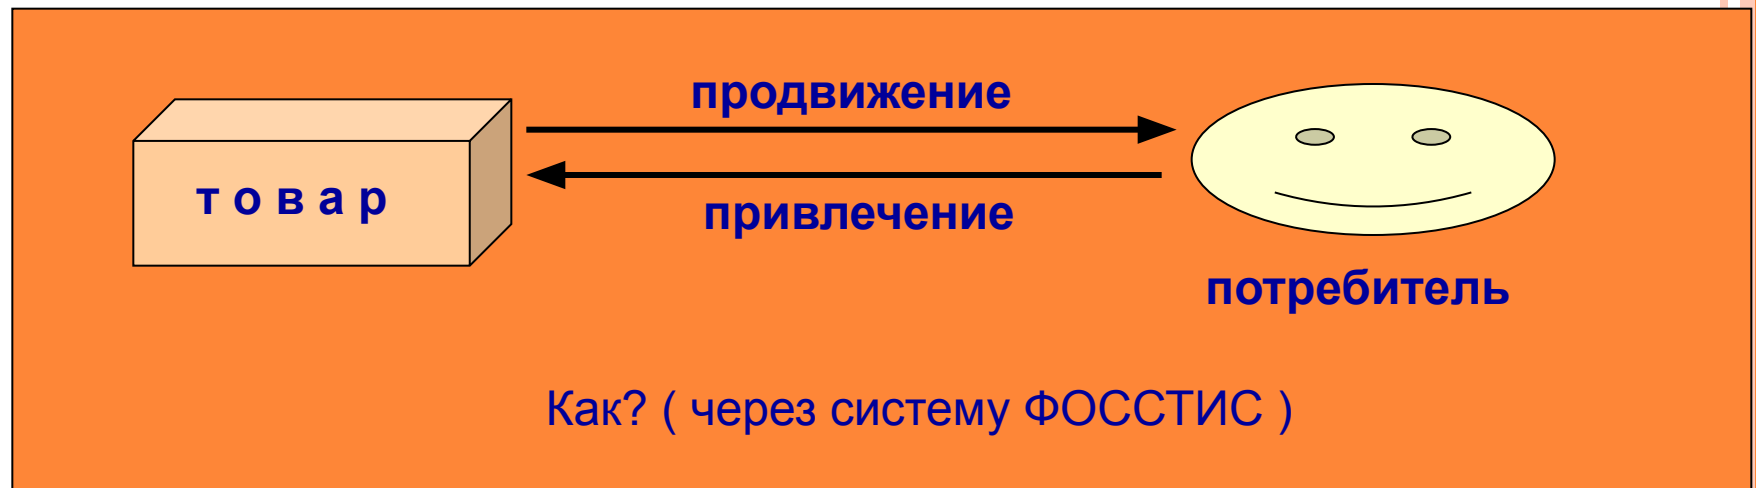 продвижение
т о в а р
привлечение
потребитель
Как? ( через систему ФОССТИС )